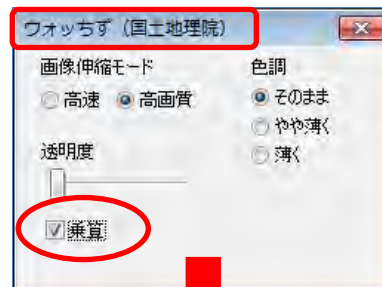 ウォッちず（国土地理院）
画像伸縮モード
高速 高画質
色調
そのまま
やや薄く
薄く
透明度
乗算